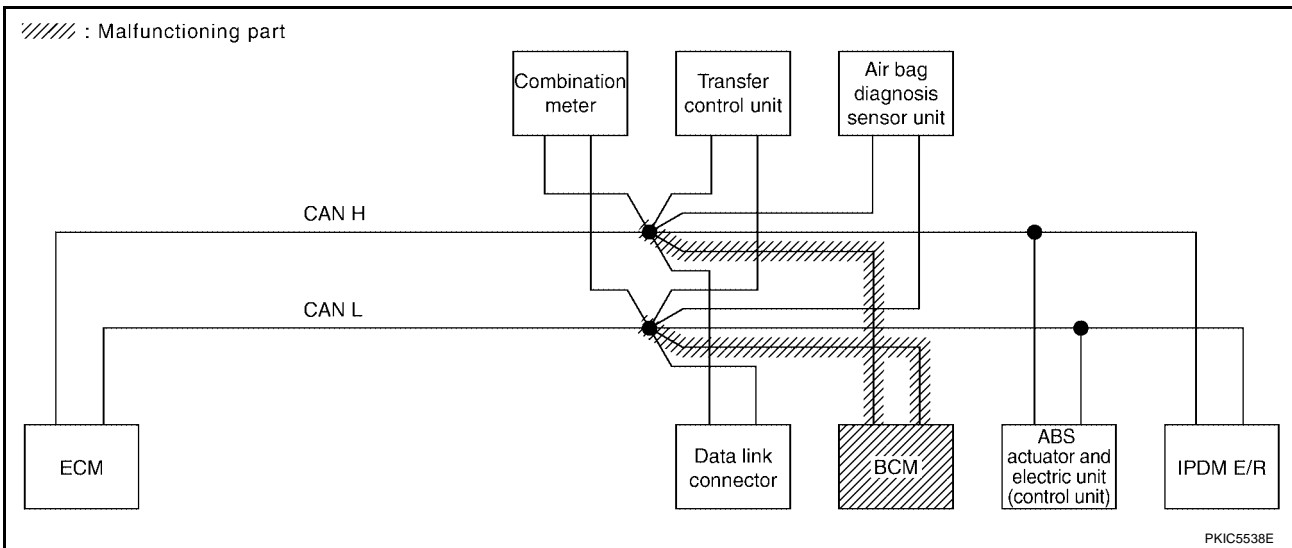 : Malfunctioning part
Combination
meter
Transfer
control unit
Air bag
diagnosis
sensor unit
CAN H
CAN L
ECM
Data link
connector
BCM
ABS
actuator and
electric unit
(control unit)
IPDM E/R
PKIC5538E